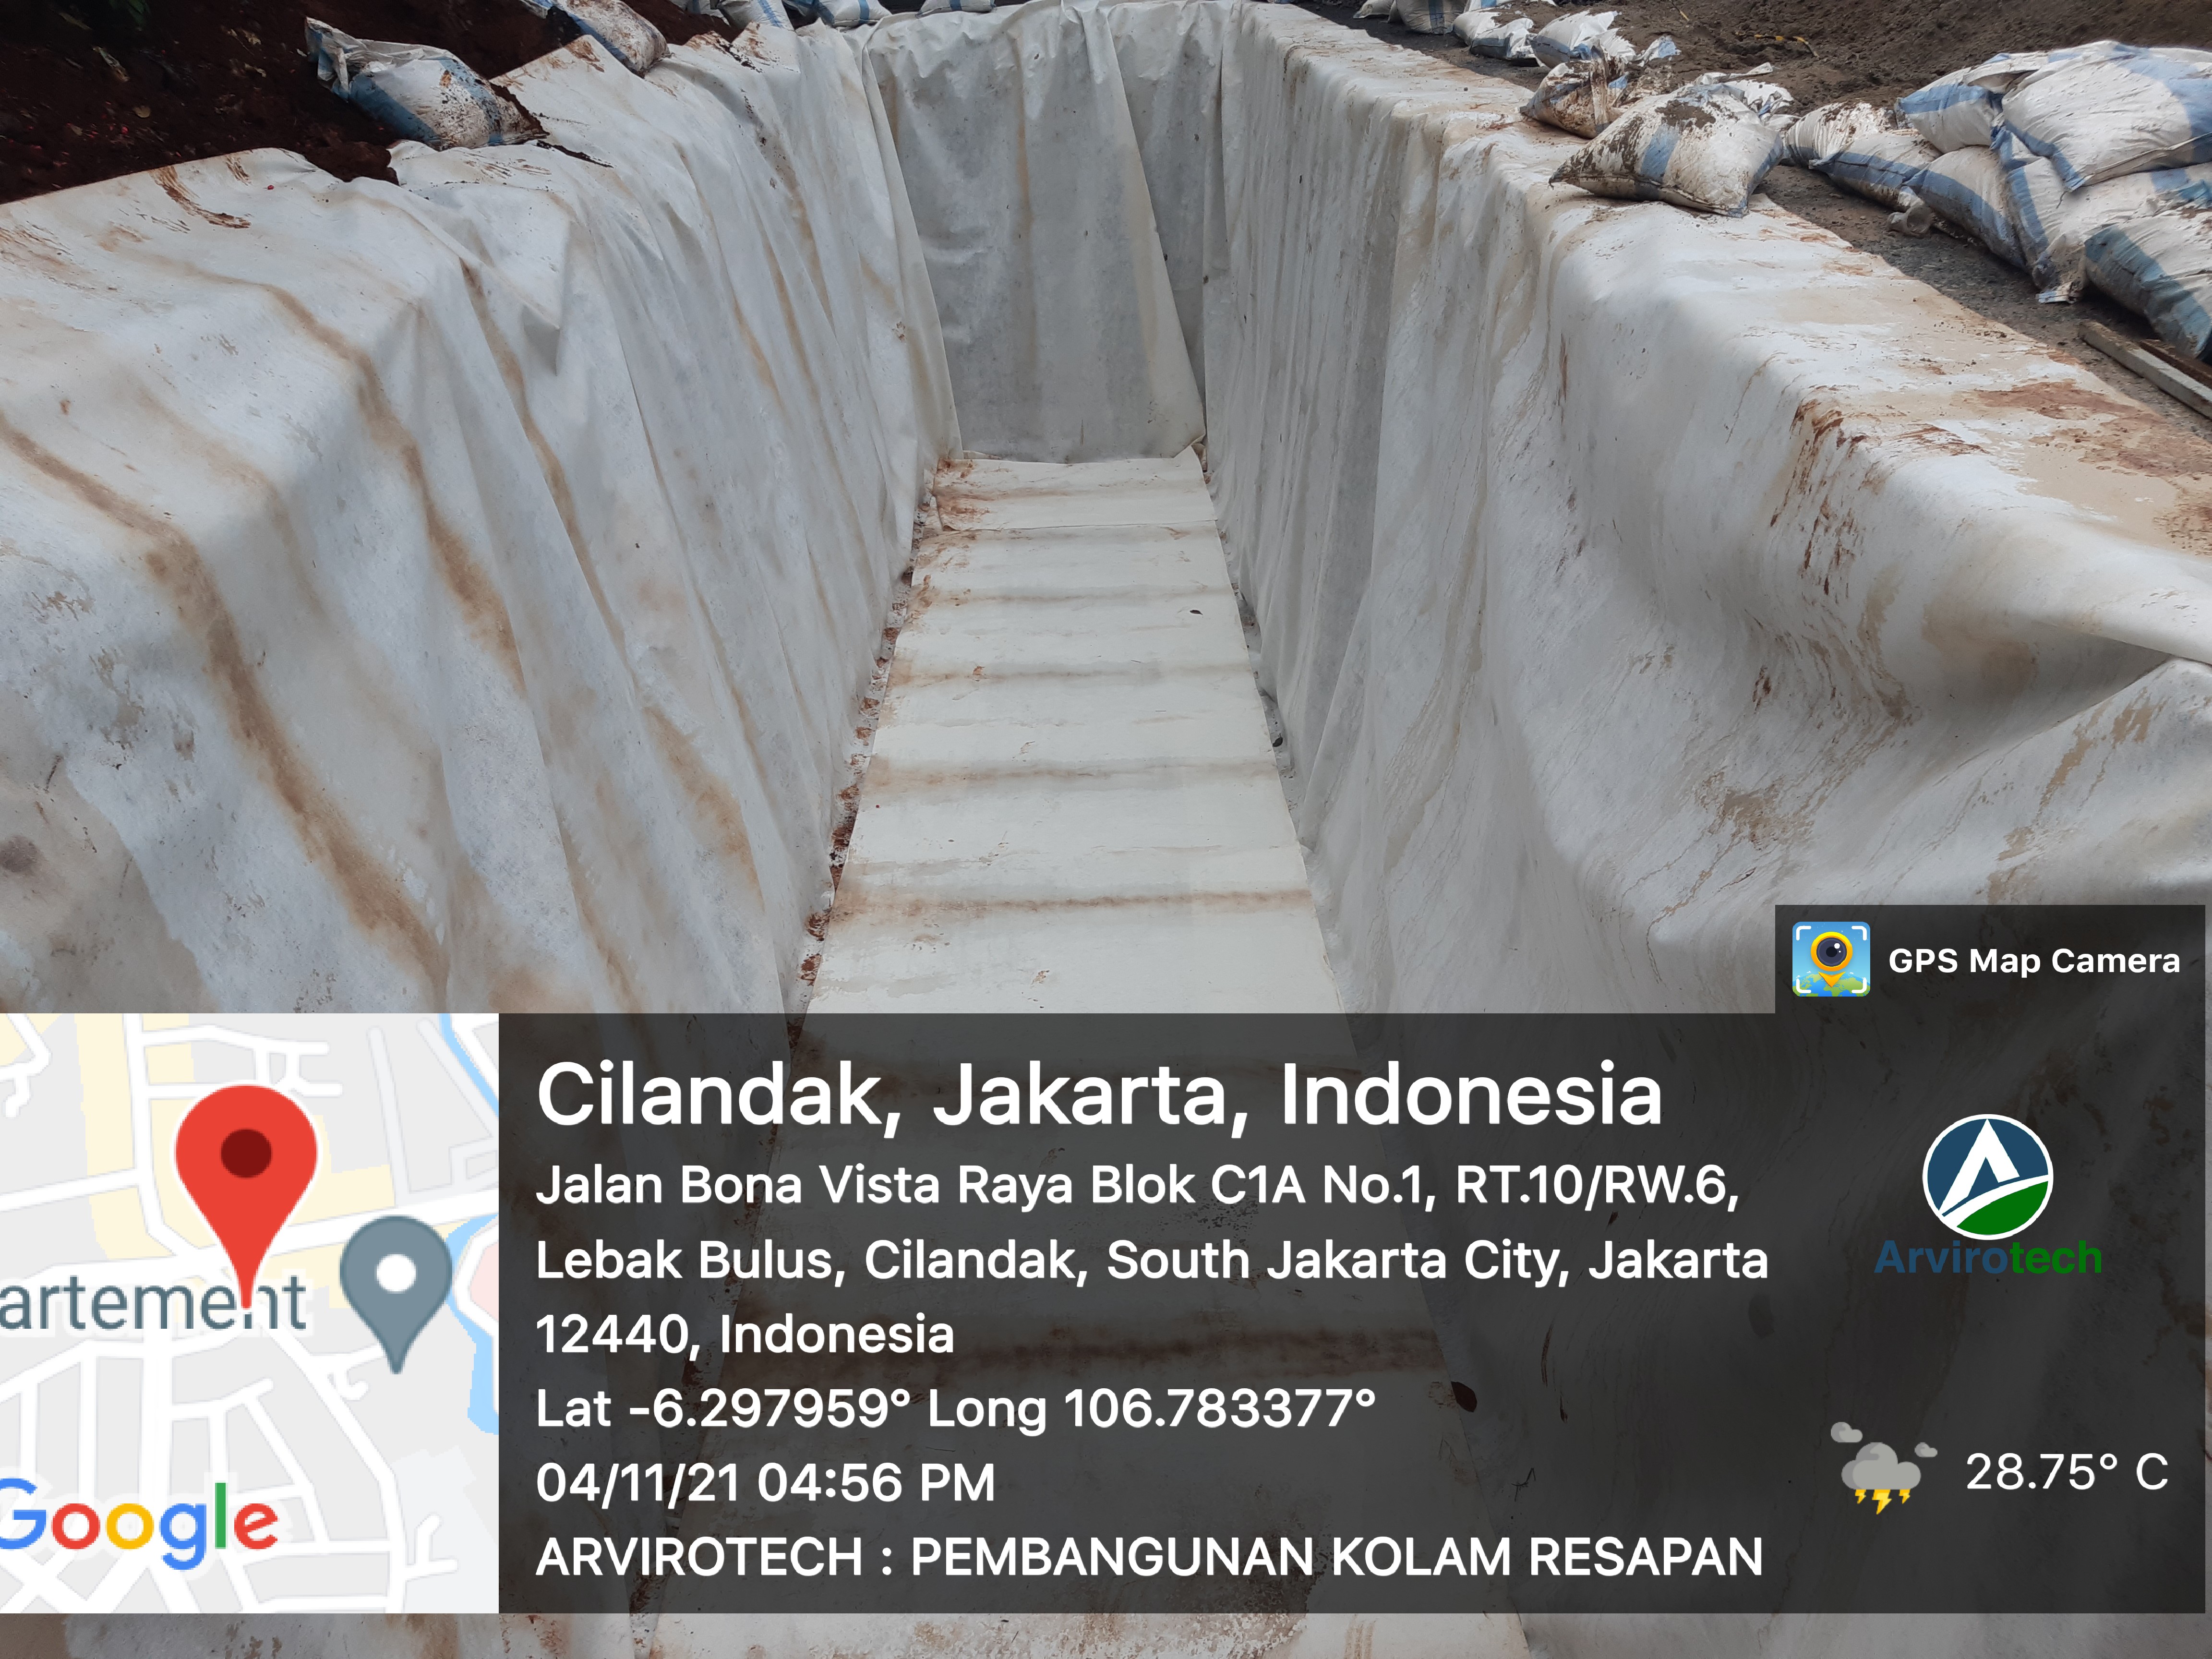 GPS Map Camera
Cilandak, Jakarta, Indonesia
Jalan Bona Vista Raya Blok C1A No.1, RT.10/RW.6,
Lebak Bulus, Cilandak, South Jakarta City, Jakarta
12440, Indonesia
Lat -6.297959° Long 106.783377°
04/11/21 04:56 PM
ARVIROTECH : PEMBANGUNAN KOLAM RESAPAN
Arvirotech
28.75° C
artement
Google